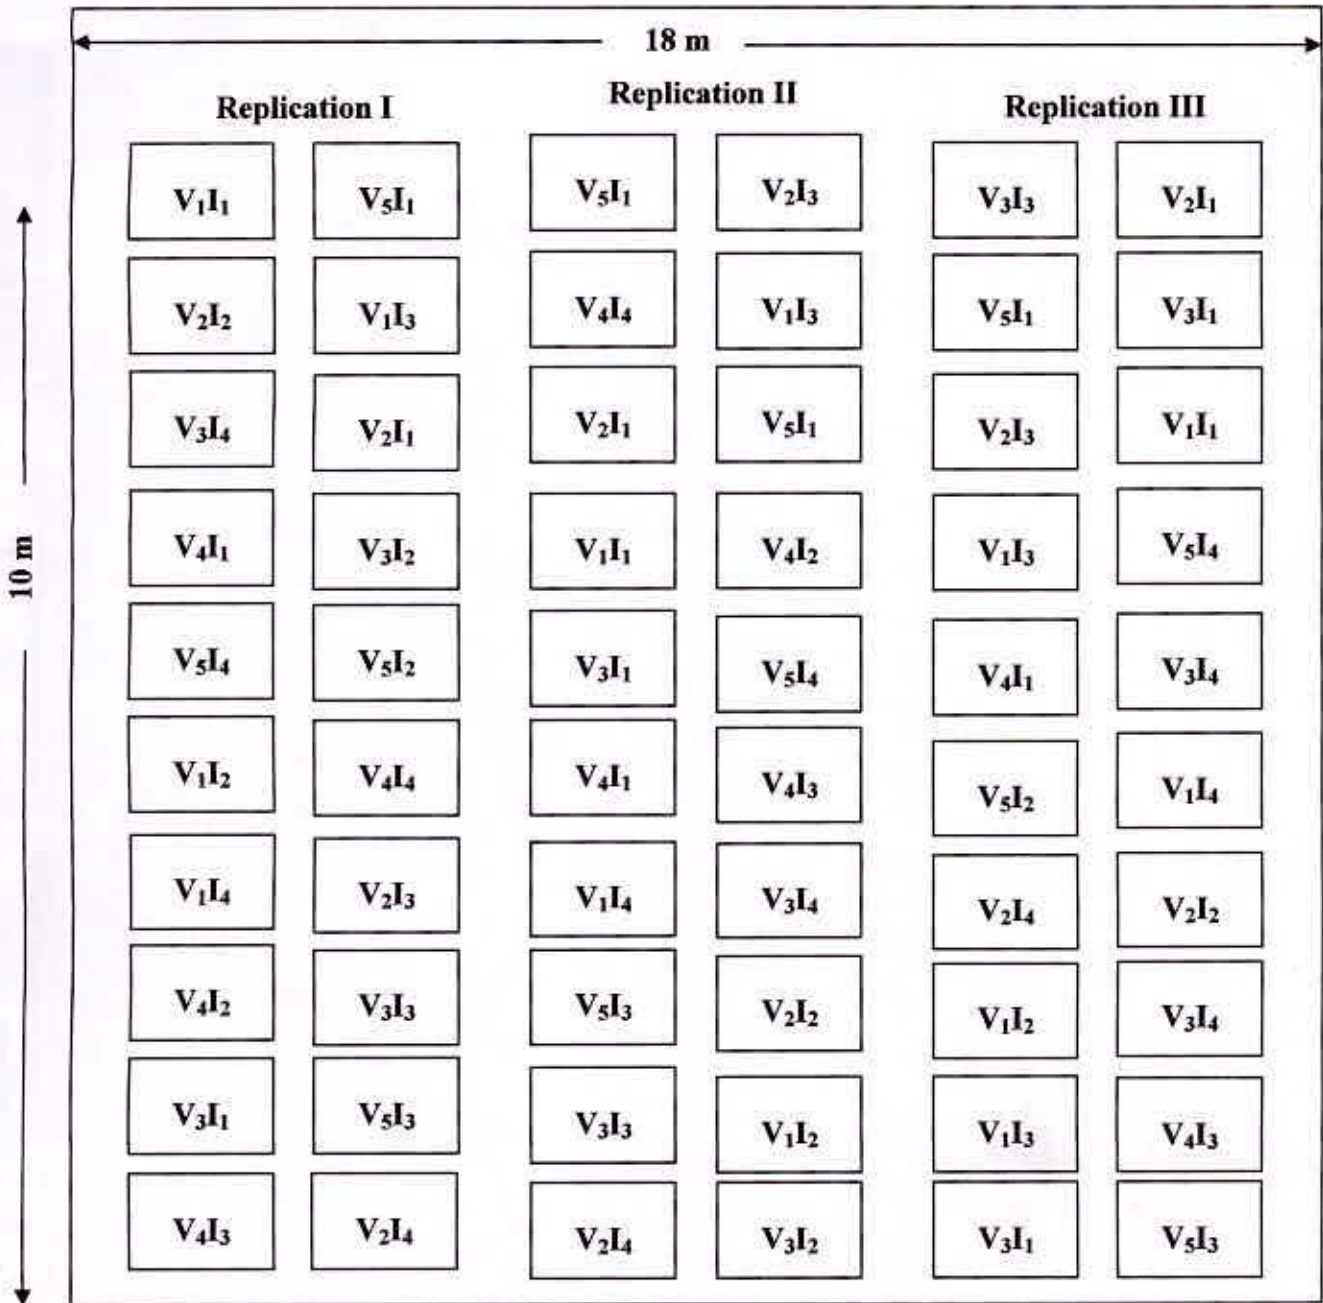 18 m
Replication I Replication II Replication III
V₁I₁ V₅I₁ V₅I₁ V₂I₃ V₃I₃ V₂I₁
V₂I₂ V₁I₃ V₄I₄ V₁I₃ V₅I₁ V₃I₁
V₃I₄ V₂I₁ V₂I₁ V₅I₁ V₂I₃ V₁I₁
V₄I₁ V₃I₂ V₁I₁ V₄I₂ V₁I₃ V₅I₄
10 m
V₅I₄ V₅I₂ V₃I₁ V₅I₄ V₄I₁ V₃I₄
V₁I₂ V₄I₄ V₄I₁ V₄I₃ V₅I₂ V₁I₄
V₁I₄ V₂I₃ V₁I₄ V₃I₄ V₂I₄ V₂I₂
V₄I₂ V₃I₃ V₅I₃ V₂I₂ V₁I₂ V₃I₄
V₃I₁ V₅I₃ V₃I₃ V₁I₂ V₁I₃ V₄I₃
V₄I₃ V₂I₄ V₂I₄ V₃I₂ V₃I₁ V₅I₃